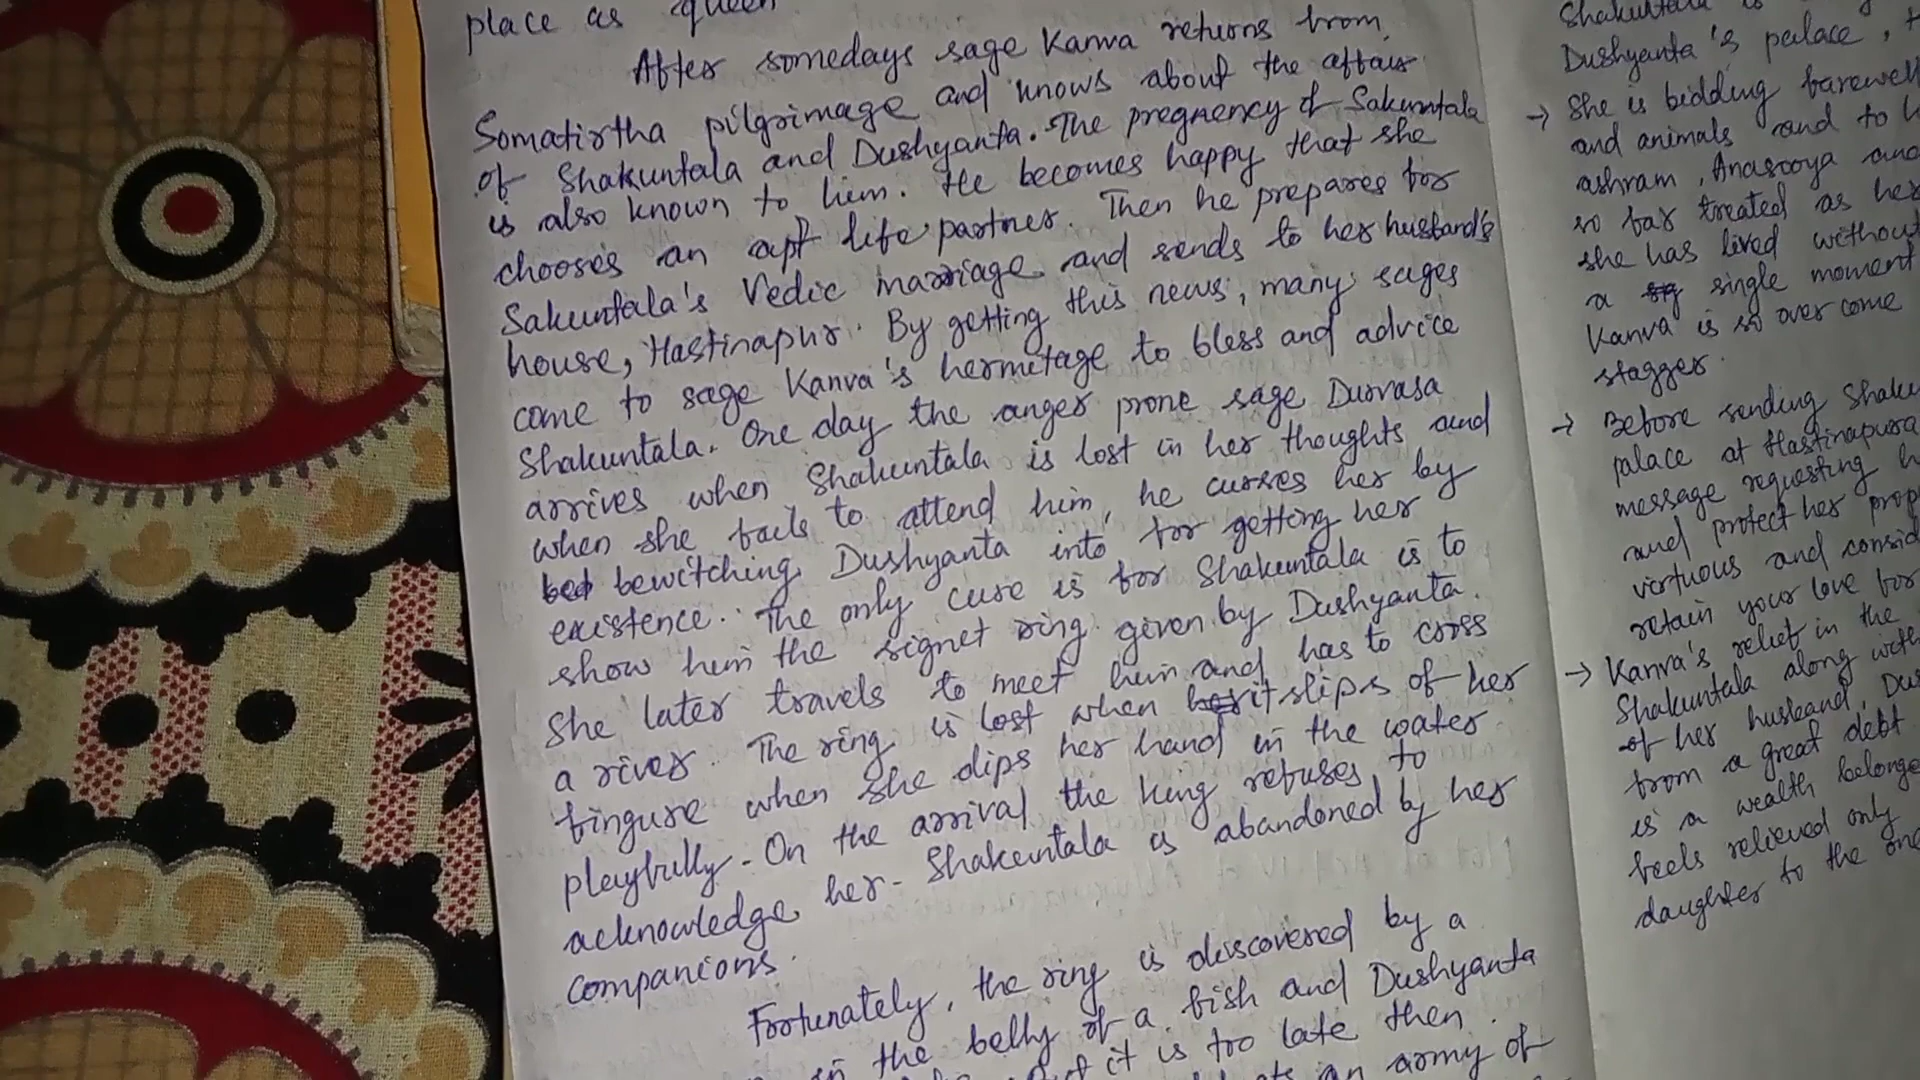 place as queen
After somedays sage Kanva returns from
Somatirtha pilgrimage and knows about the affair
of Shakuntala and Dushyanta. The pregnency of Sakuntala
is also known to him. He becomes happy that she
chooses an apt life partner. Then he prepares for
Sakuntala's Vedic marriage and sends to her husband's
house, Hastinapur. By getting this news, many sages
come to sage Kanva's hermitage to bless and advice
Shakuntala. One day the anger prone sage Durvasa
arrives when Shakuntala is lost in her thoughts and
when she fails to attend him, he curses her by
bewitching Dushyanta into for getting her
existence. The only cure is for Shakuntala is to
show him the signet ring given by Dushyanta.
She later travels to meet him and has to cross
a river. The ring is lost when it slips of her
fingure when she dips her hand in the water
playfully. On the arrival the king refuses to
acknowledge her. Shakuntala is abandoned by her
companions.
Fortunately, the ring is discovered by a
in the belly of a fish and Dushyanta
it is too late then.
an army of
Shakuntala is
Dushyanta's palace,
→ She is bidding farewell
and animals and to
ashram, Anasooya and
so far treated as her
she has lived without
a single moment
Kanva is so over come
stagger.
→ Before sending Shaku
palace at Hastinapura
message requesting
and protect her prop
virtuous and consid
retain your love for
→ Kanva's relief in the
Shakuntala along with
of her husband, Dus
from a great debt
is a wealth belongs
feels relieved only
daughter to the one